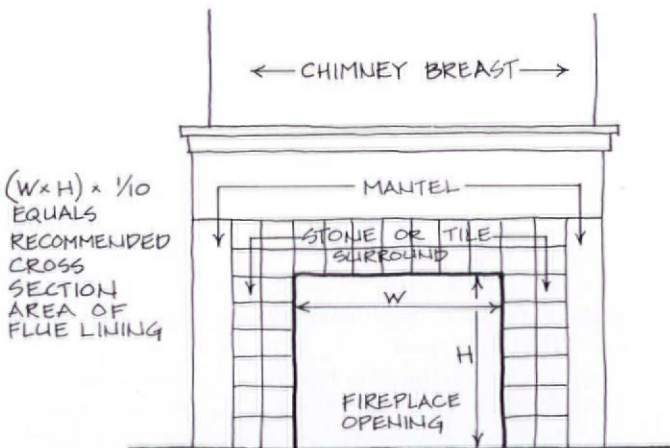 CHIMNEY BREAST
(W×H) × 1/10
EQUALS
RECOMMENDED
CROSS
SECTION
AREA OF
FLUE LINING
MANTEL
STONE OR TILE
SURROUND
W
H
FIREPLACE
OPENING